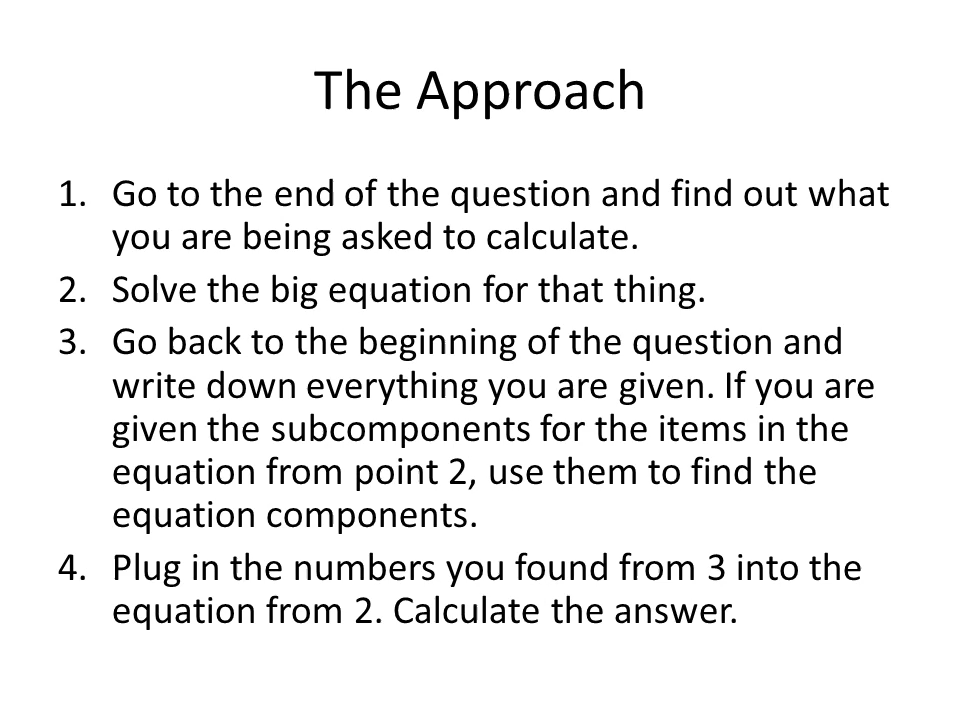 The Approach
1. Go to the end of the question and find out what
you are being asked to calculate.
2. Solve the big equation for that thing.
3. Go back to the beginning of the question and
write down everything you are given. If you are
given the subcomponents for the items in the
equation from point 2, use them to find the
equation components.
4. Plug in the numbers you found from 3 into the
equation from 2. Calculate the answer.